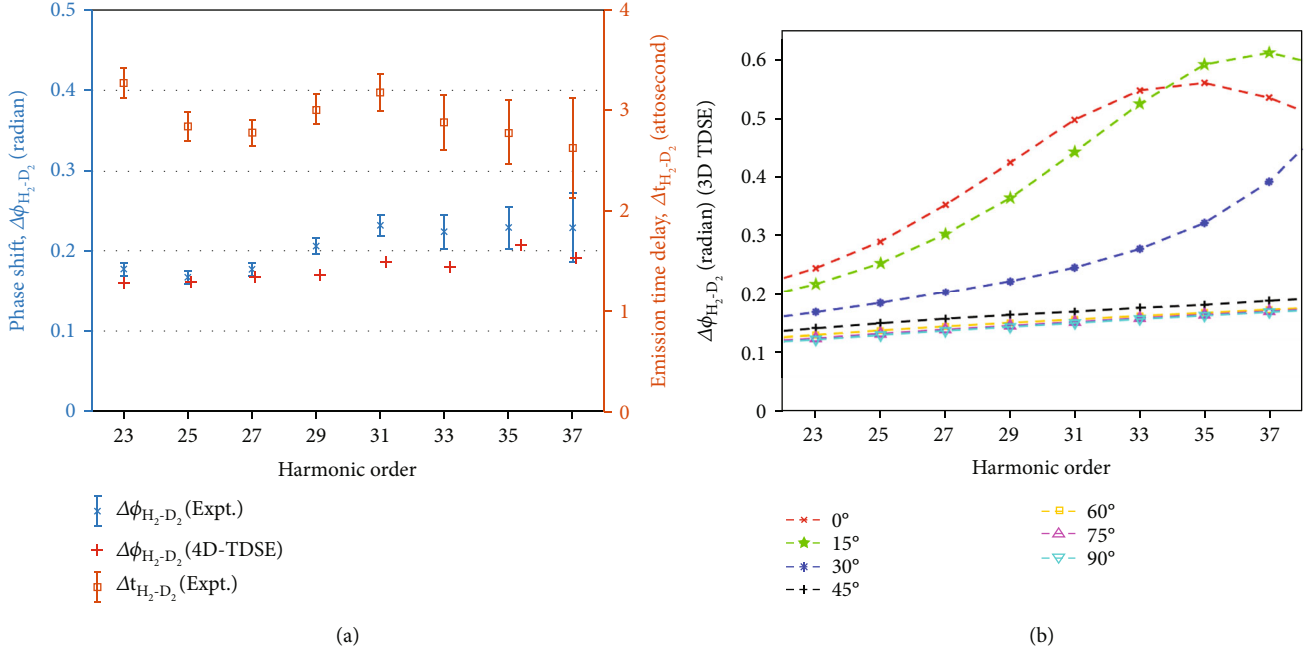 0.5
0.4
0.3
0.2
0.1
0
Phase shift, Δϕ_{H₂-D₂} (radian)
4
3
2
1
0
Emission time delay, Δt_{H₂-D₂} (attosecond)
23 25 27 29 31 33 35 37
Harmonic order
Δϕ_{H₂-D₂} (Expt.)
Δϕ_{H₂-D₂} (4D-TDSE)
Δt_{H₂-D₂} (Expt.)
(a)
0.6
0.5
0.4
0.3
0.2
0.1
0
Δϕ_{H₂-D₂} (radian) (3D TDSE)
23 25 27 29 31 33 35 37
Harmonic order
0°
15°
30°
45°
60°
75°
90°
(b)